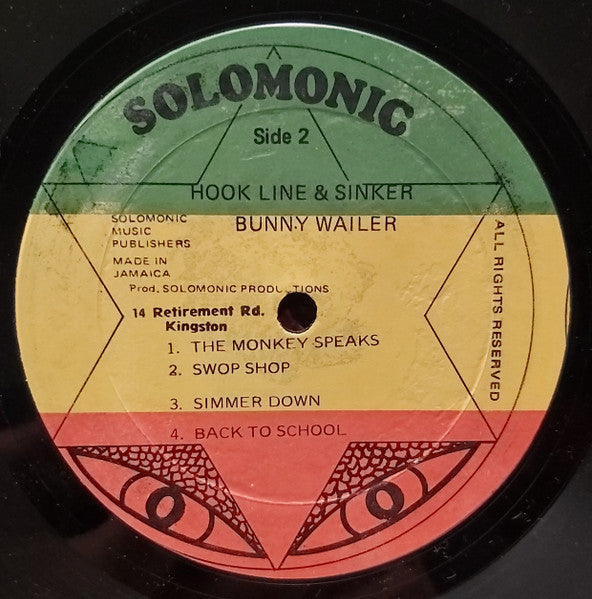 SOLOMONIC
Side 2
HOOK LINE & SINKER
BUNNY WAILER
SOLOMONIC
MUSIC
PUBLISHERS
MADE IN
JAMAICA
Prod. SOLOMONIC PRODUCTIONS
14 Retirement Rd.
Kingston
1. THE MONKEY SPEAKS
2. SWOP SHOP
3. SIMMER DOWN
4. BACK TO SCHOOL
ALL RIGHTS RESERVED